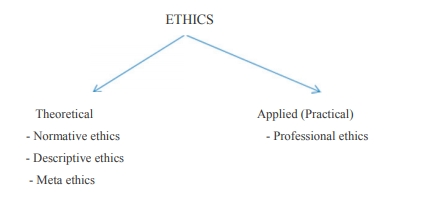 ETHICS
Theoretical
- Normative ethics
- Descriptive ethics
- Meta ethics
Applied (Practical)
- Professional ethics